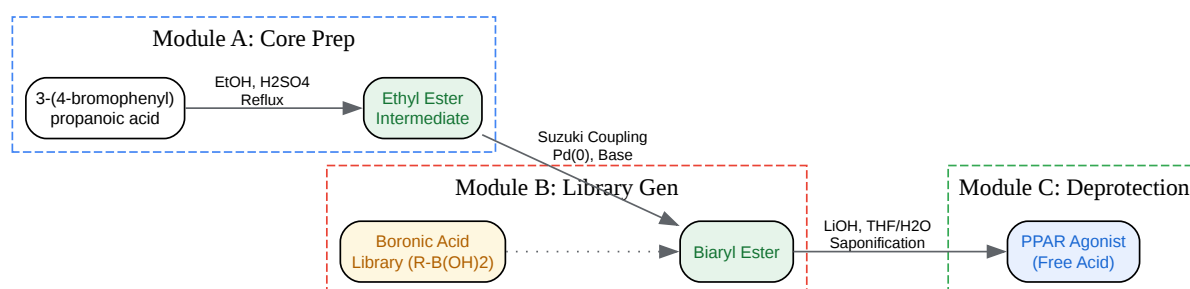 Module A: Core Prep
3-(4-bromophenyl)
propanoic acid
EtOH, H2SO4
Reflux
Ethyl Ester
Intermediate
Suzuki Coupling
Pd(0), Base
Module B: Library Gen
Boronic Acid
Library (R-B(OH)2)
Biaryl Ester
LiOH, THF/H2O
Saponification
Module C: Deprotection
PPAR Agonist
(Free Acid)